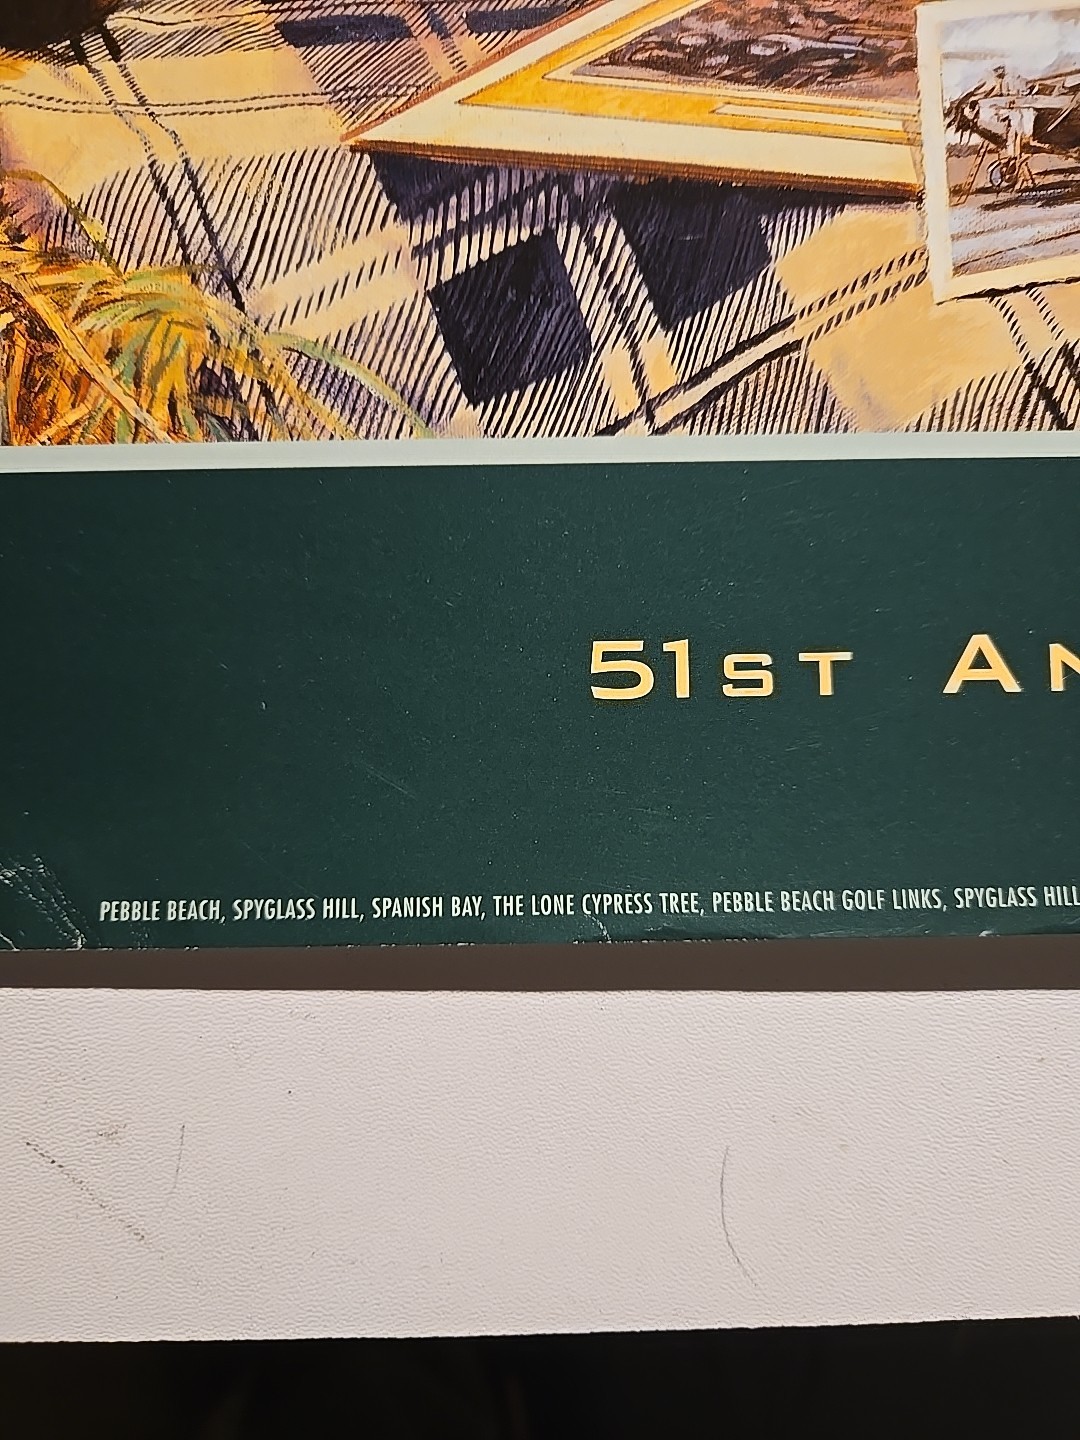 51ST AN
PEBBLE BEACH, SPYGLASS HILL, SPANISH BAY, THE LONE CYPRESS TREE, PEBBLE BEACH GOLF LINKS, SPYGLASS HILL